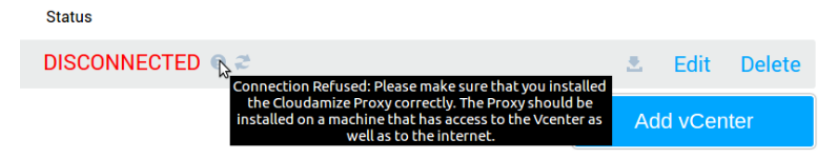 Status
DISCONNECTED
Edit Delete
Connection Refused: Please make sure that you installed
the Cloudamize Proxy correctly. The Proxy should be
installed on a machine that has access to the Vcenter as
well as to the internet.
Add vCenter